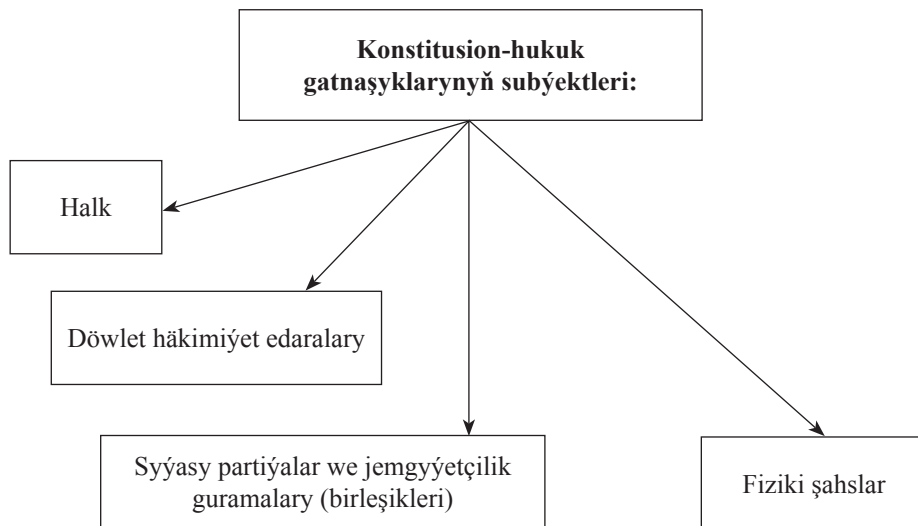 Konstitusion-hukuk
gatnaşyklarynyň subýektleri:
Halk
Döwlet häkimiýet edaralary
Syýasy partiýalar we jemgyýetçilik
guramalary (birleşikleri)
Fiziki şahslar